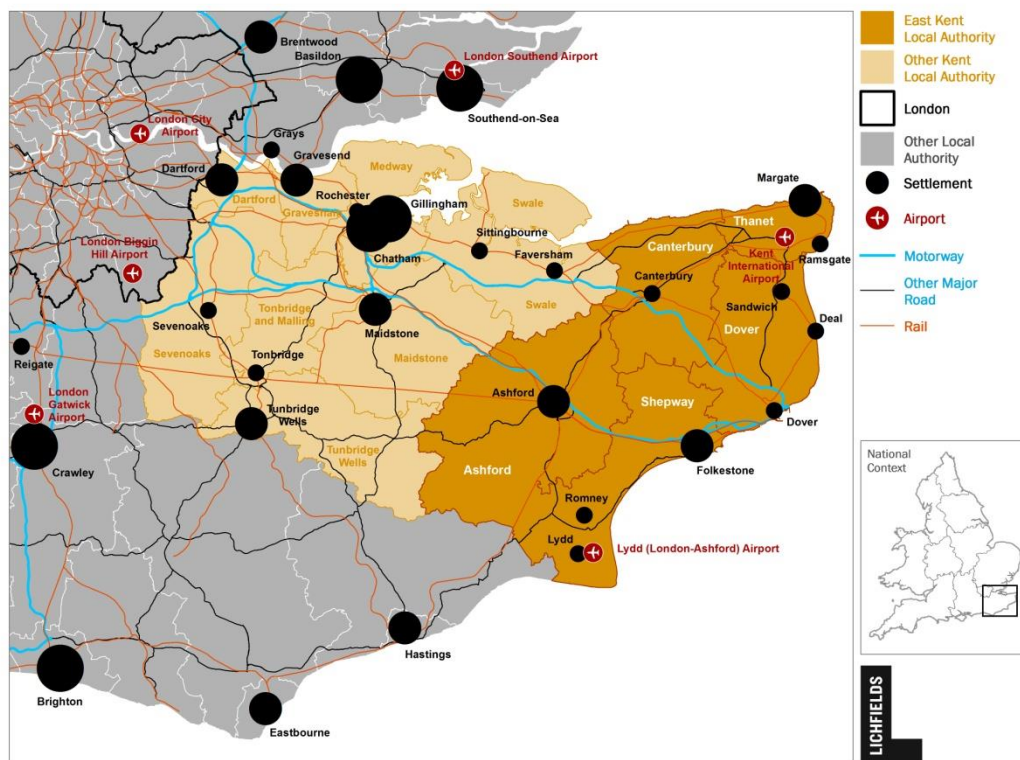 Brentwood
Basildon
London Southend Airport
Southend-on-Sea
London City
Airport
Grays
Gravesend
Dartford
Rochester
Medway
Gillingham
Dartford
Gravesham
Swale
Margate
Thanet
London Biggin
Hill Airport
Chatham
Sittingbourne
Faversham
Canterbury
Canterbury
Kent
International
Airport
Ramsgate
Sevenoaks
Tonbridge
and Malling
Maidstone
Swale
Sandwich
Dover
Deal
Reigate
Sevenoaks
Tonbridge
Maidstone
London
Gatwick
Airport
Tunbridge
Wells
Ashford
Shepway
Dover
Crawley
Tunbridge
Wells
Ashford
Folkestone
Romney
Lydd
Lydd (London-Ashford) Airport
Hastings
Brighton
Eastbourne
East Kent
Local Authority
Other Kent
Local Authority
London
Other Local
Authority
Settlement
Airport
Motorway
Other Major
Road
Rail
National
Context
LICHFIELDS